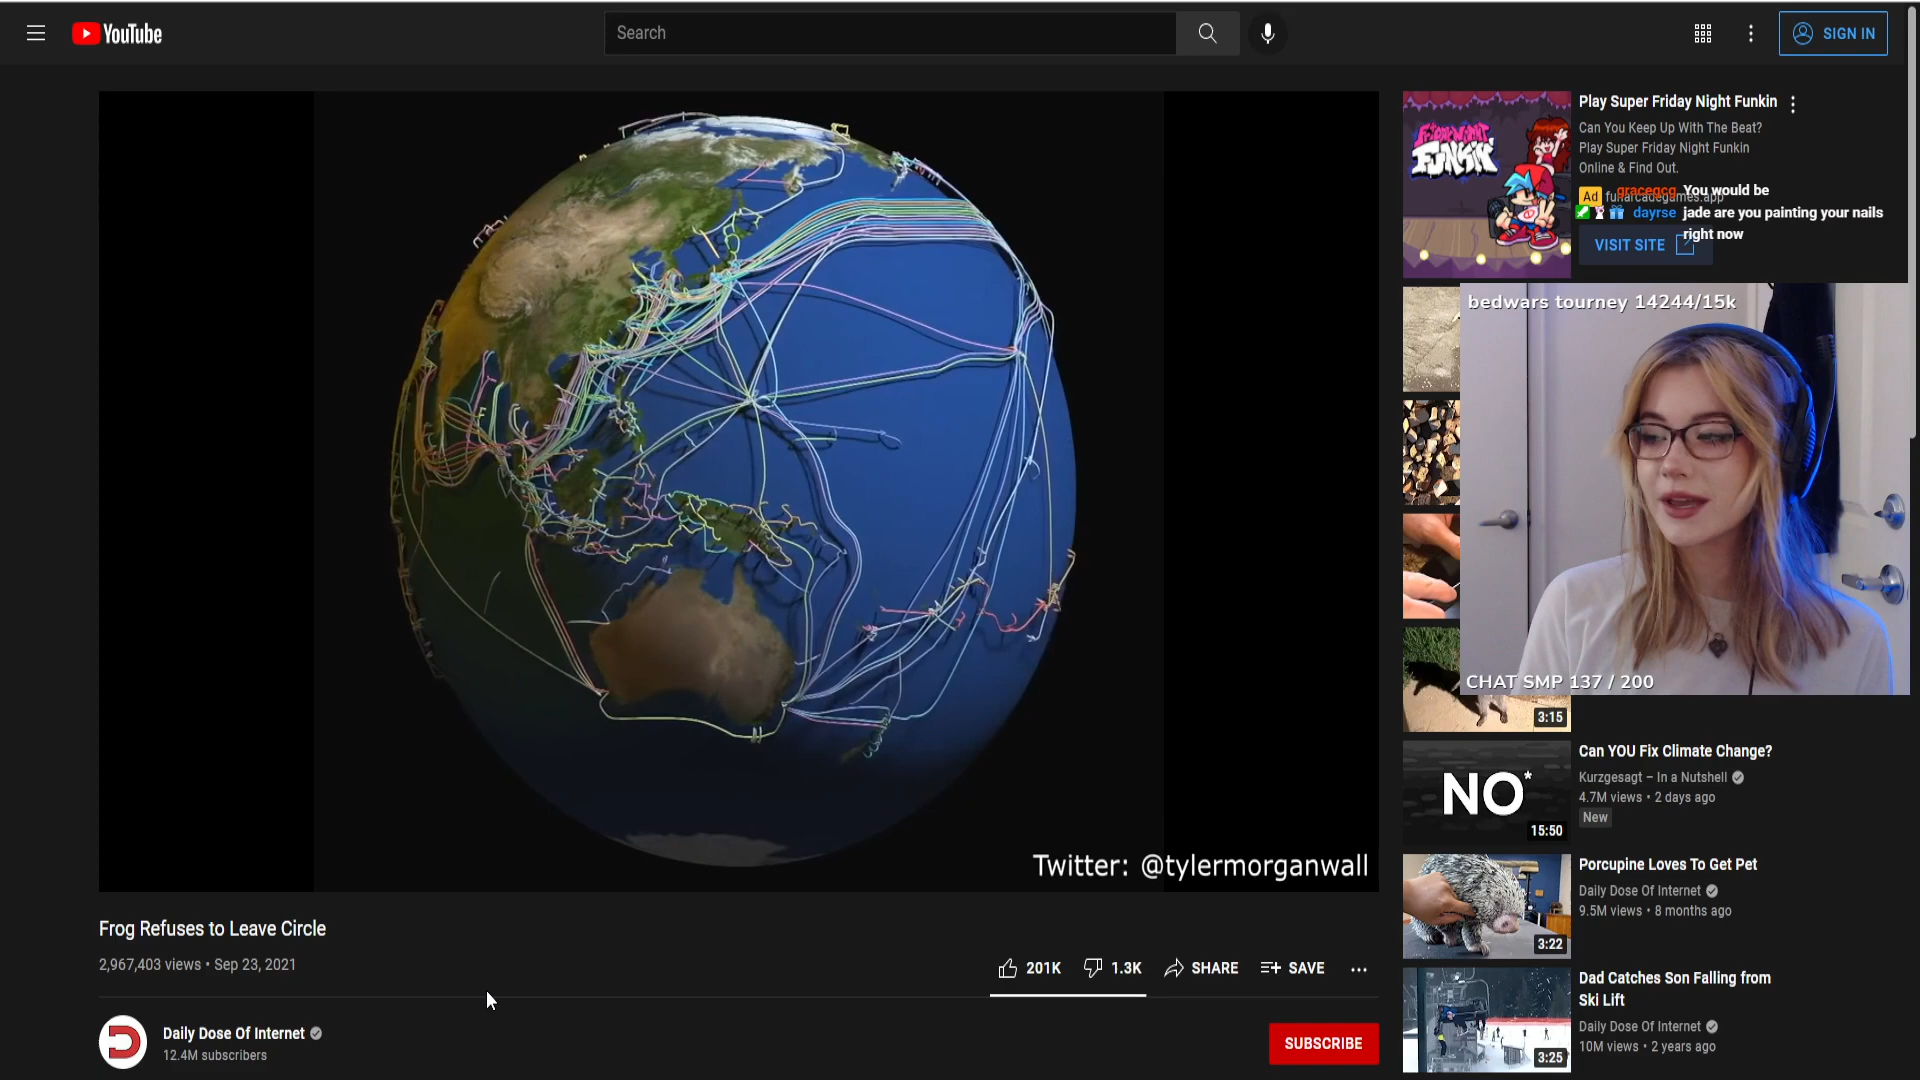 YouTube
Search
SIGN IN
Play Super Friday Night Funkin
Can You Keep Up With The Beat?
Play Super Friday Night Funkin
Online & Find Out.
Ad funarcadegames.app
VISIT SITE
FRIDAY NIGHT
FUNKIN'
gracegcg You would be
dayrse jade are you painting your nails
right now
bedwars tourney 14244/15k
CHAT SMP 137 / 200
3:15
Can YOU Fix Climate Change?
Kurzgesagt – In a Nutshell
4.7M views • 2 days ago
New
NO*
15:50
Porcupine Loves To Get Pet
Daily Dose Of Internet
9.5M views • 8 months ago
3:22
Dad Catches Son Falling from
Ski Lift
Daily Dose Of Internet
10M views • 2 years ago
3:25
Twitter: @tylermorganwall
Frog Refuses to Leave Circle
2,967,403 views • Sep 23, 2021
201K
1.3K
SHARE
SAVE
Daily Dose Of Internet
12.4M subscribers
SUBSCRIBE